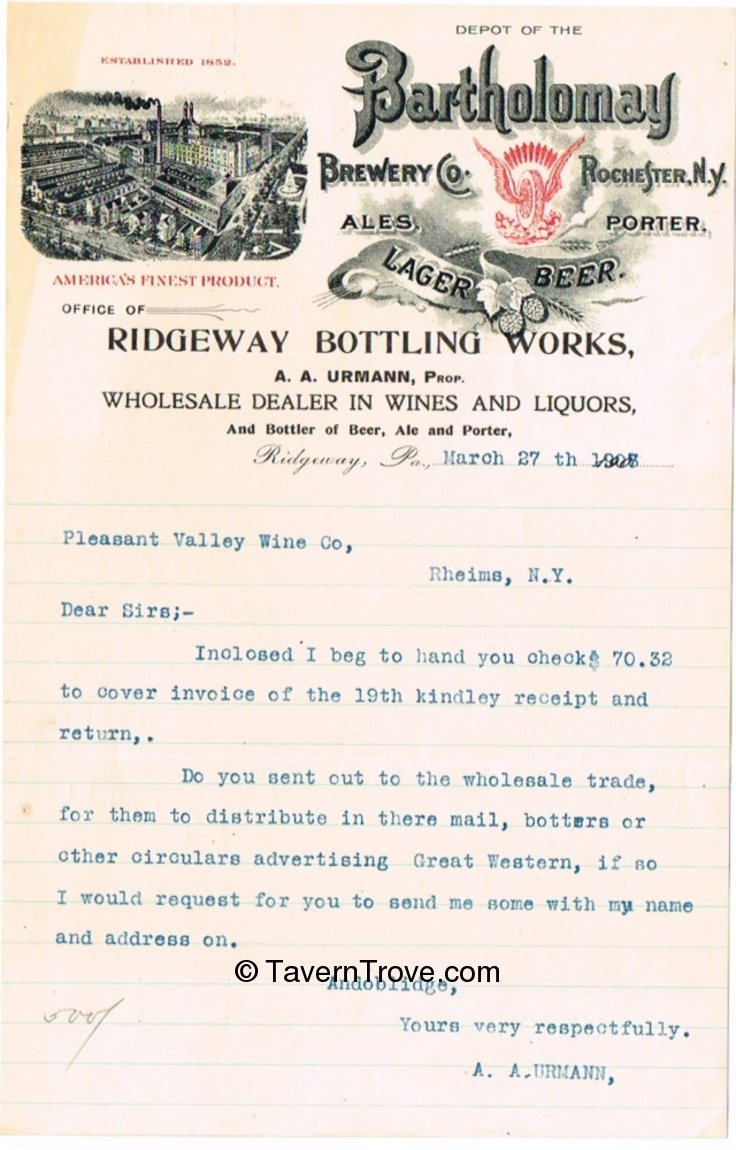 DEPOT OF THE
ESTABLISHED 1852.
Bartholomay
BREWERY CO. ROCHESTER, N.Y.
ALES. PORTER.
LAGER BEER.
AMERICA'S FINEST PRODUCT.
OFFICE OF
RIDGEWAY BOTTLING WORKS,
A. A. URMANN, PROP.
WHOLESALE DEALER IN WINES AND LIQUORS,
And Bottler of Beer, Ale and Porter,
Ridgeway, Pa., March 27 th
Pleasant Valley Wine Co,
Rheims, N.Y.
Dear Sirs;-
Inclosed I beg to hand you check$ 70.32
to cover invoice of the 19th kindley receipt and
return,.
Do you sent out to the wholesale trade,
for them to distribute in there mail, botters or
other circulars advertising Great Western, if so
I would request for you to send me some with my name
and address on.
© TavernTrove.com
Andoblidge,
Yours very respectfully.
A. A.URMANN,